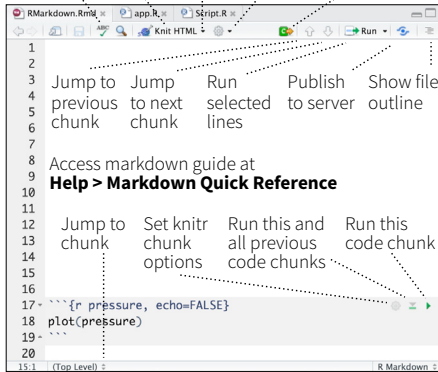 RMarkdown.Rmd app.R Script.R
ABC Knit HTML Run
1
2
3 Jump to Jump Run Publish Show file
4 previous to next selected to server outline
5 chunk chunk lines
6
7
8 Access markdown guide at
9 Help > Markdown Quick Reference
10
11
12 Jump to Set knitr Run this and Run this
13 chunk chunk all previous code chunk
14 options code chunks
15
16
17 ```{r pressure, echo=FALSE}
18 plot(pressure)
19 ```
20
15:1 (Top Level) R Markdown